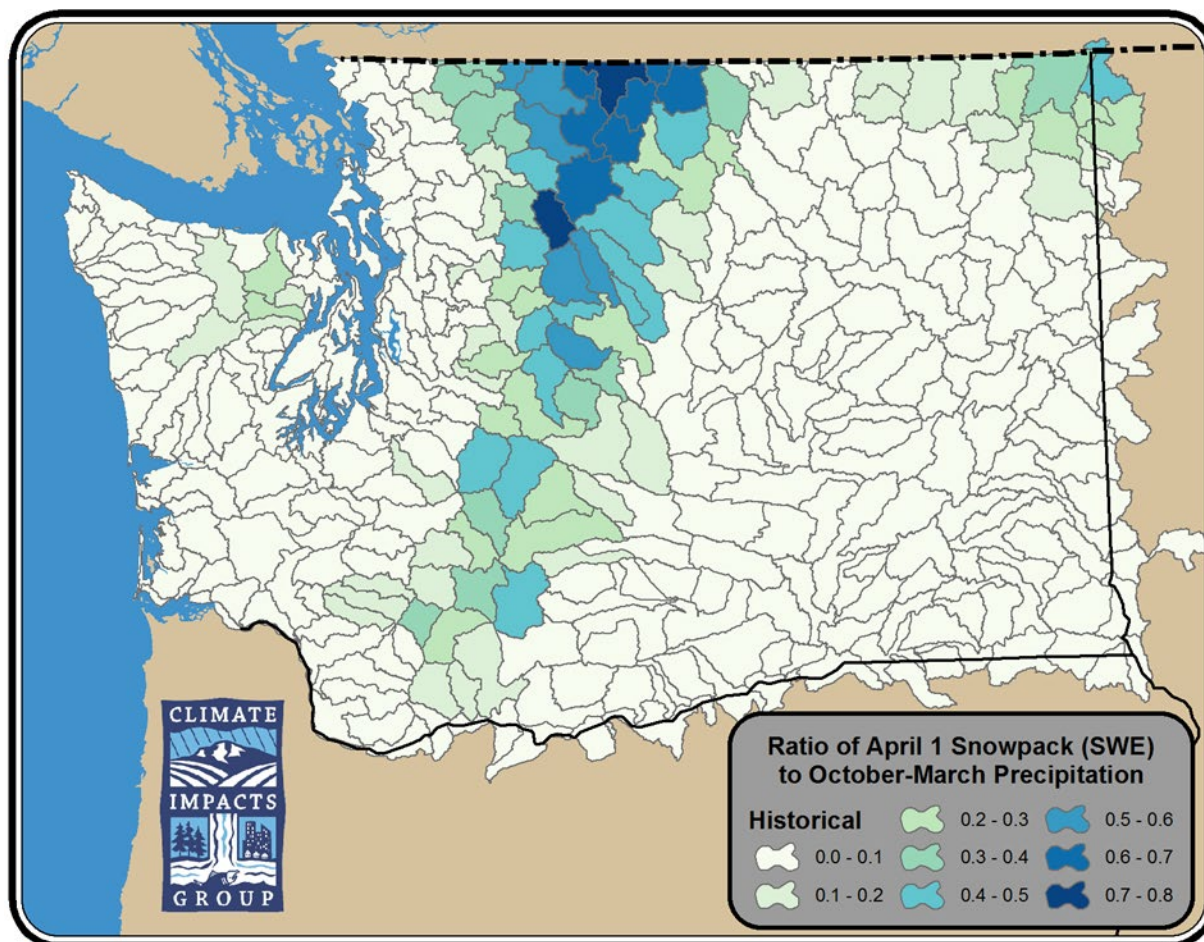 CLIMATE
IMPACTS
GROUP
Ratio of April 1 Snowpack (SWE)
to October-March Precipitation
Historical
0.0 - 0.1
0.1 - 0.2
0.2 - 0.3
0.3 - 0.4
0.4 - 0.5
0.5 - 0.6
0.6 - 0.7
0.7 - 0.8